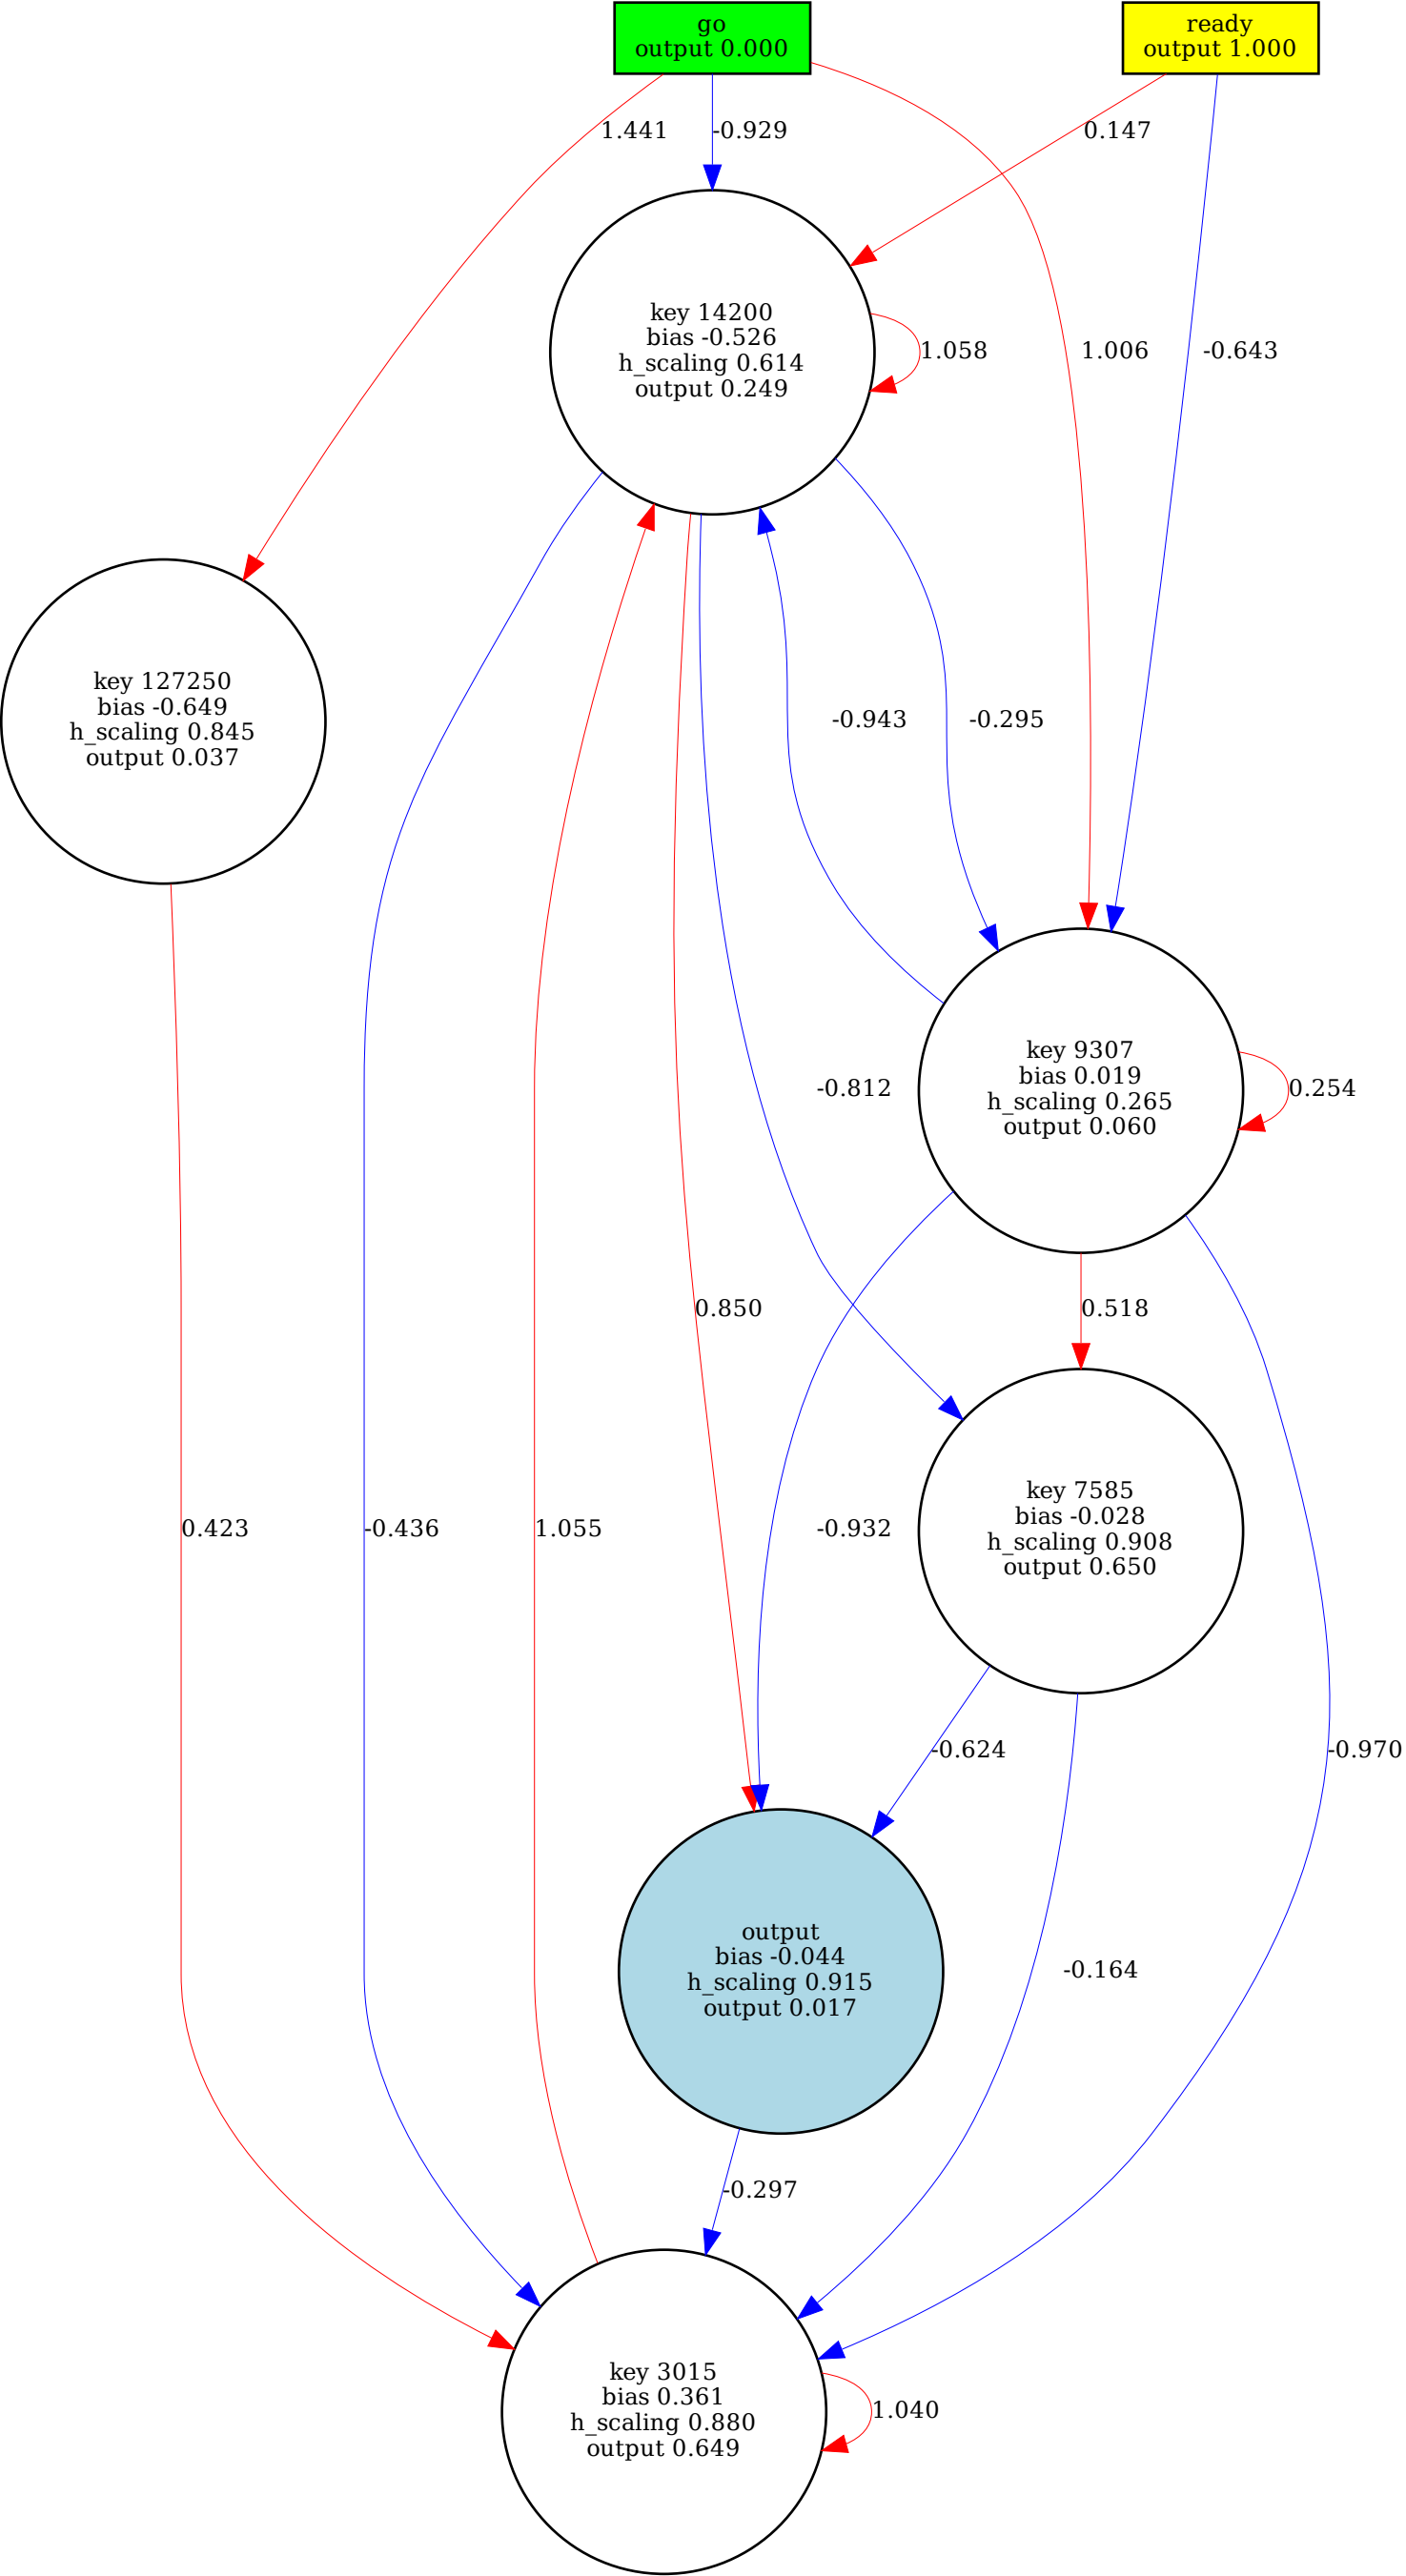 go
output 0.000
ready
output 1.000
1.441
-0.929
0.147
key 14200
bias -0.526
h_scaling 0.614
output 0.249
1.058
1.006
-0.643
key 127250
bias -0.649
h_scaling 0.845
output 0.037
-0.943
-0.295
key 9307
bias 0.019
h_scaling 0.265
output 0.060
-0.812
0.254
0.850
0.518
key 7585
bias -0.028
h_scaling 0.908
output 0.650
0.423
-0.436
1.055
-0.932
-0.624
-0.970
output
bias -0.044
h_scaling 0.915
output 0.017
-0.164
-0.297
key 3015
bias 0.361
h_scaling 0.880
output 0.649
1.040